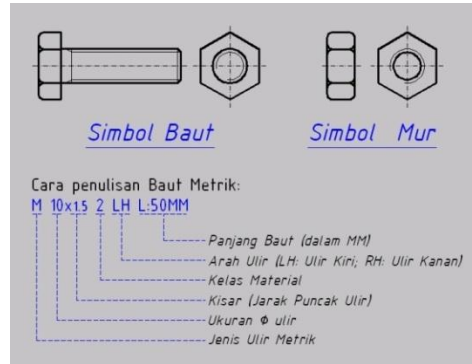 Simbol Baut
Simbol Mur
Cara penulisan Baut Metrik:
M 10x1.5 2 LH L:50MM
Panjang Baut (dalam MM)
Arah Ulir (LH: Ulir Kiri; RH: Ulir Kanan)
Kelas Material
Kisar (Jarak Puncak Ulir)
Ukuran Φ ulir
Jenis Ulir Metrik